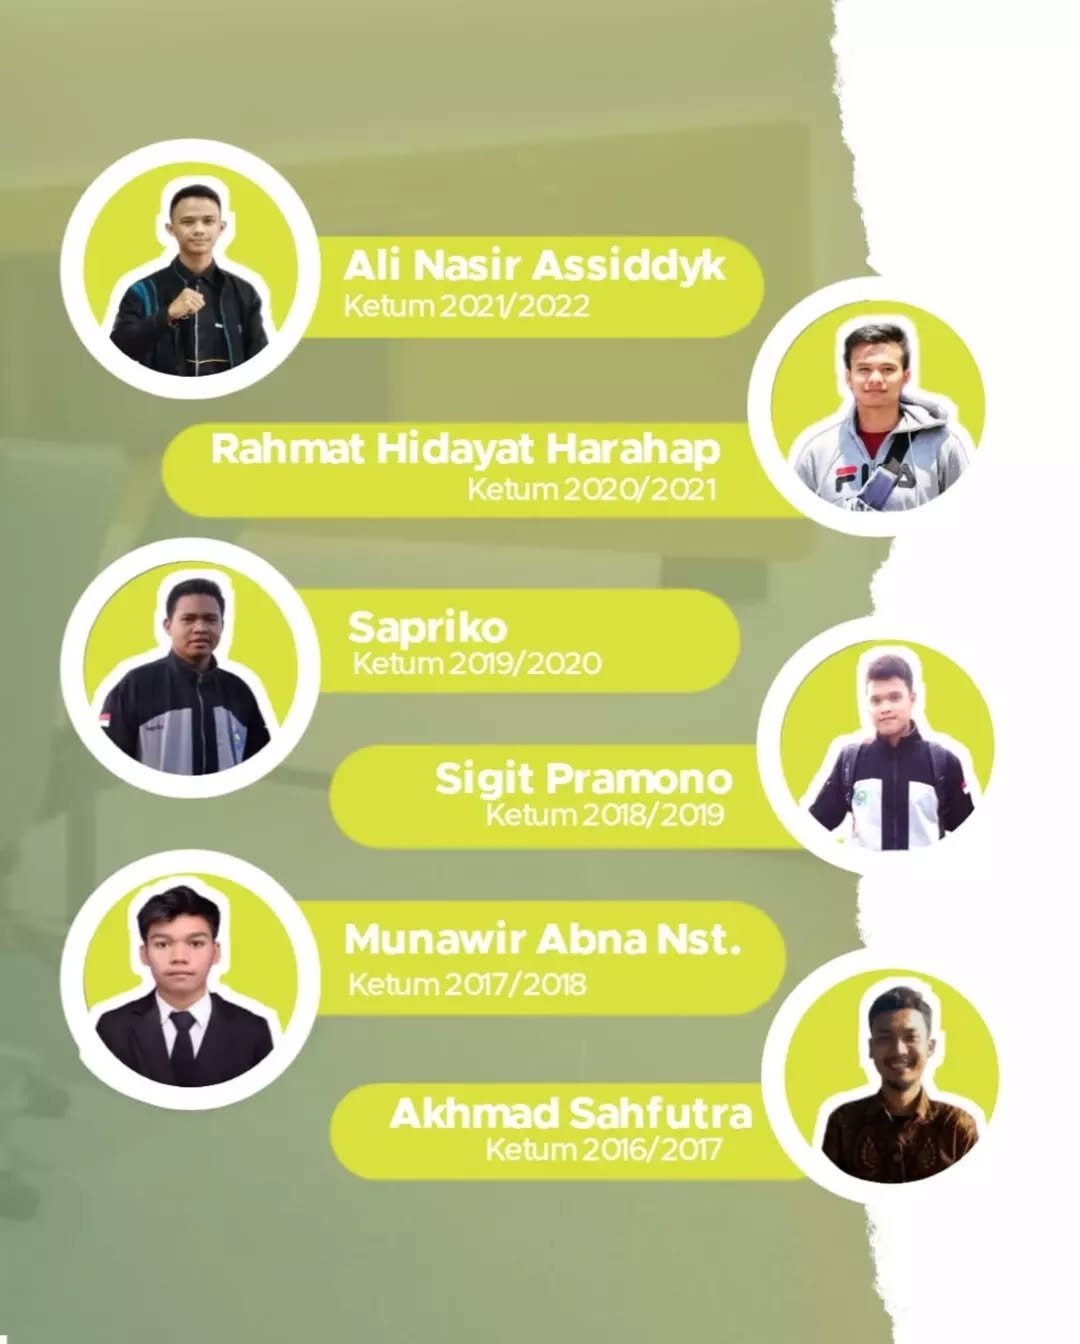 Ali Nasir Assiddyk
Ketum 2021/2022
Rahmat Hidayat Harahap
Ketum 2020/2021
Sapriko
Ketum 2019/2020
Sigit Pramono
Ketum 2018/2019
Munawir Abna Nst.
Ketum 2017/2018
Akhmad Sahfutra
Ketum 2016/2017